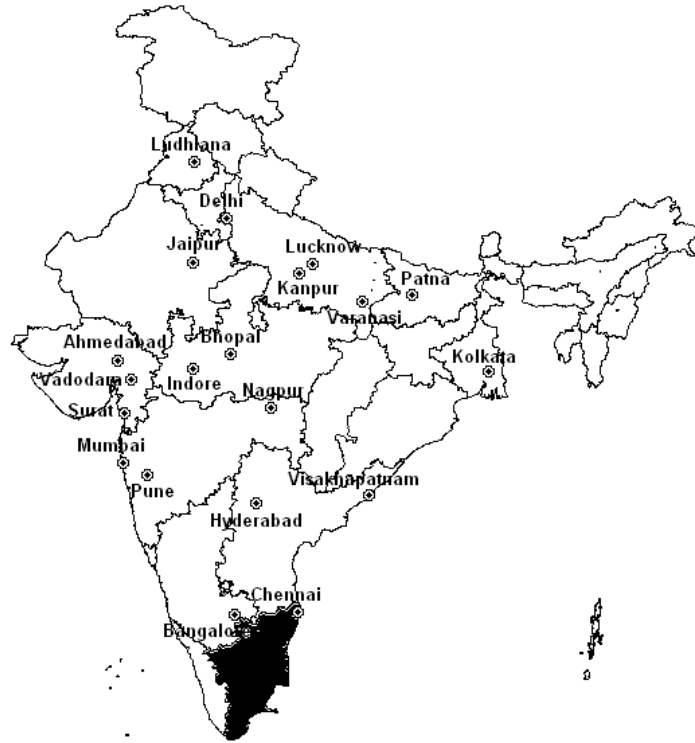 Ludhiana
Delhi
Jaipur
Lucknow
Kanpur
Patna
Varanasi
Ahmedabad
Bhopal
Vadodara
Indore
Kolkata
Nagpur
Surat
Mumbai
Pune
Visakhapatnam
Hyderabad
Chennai
Bangalore